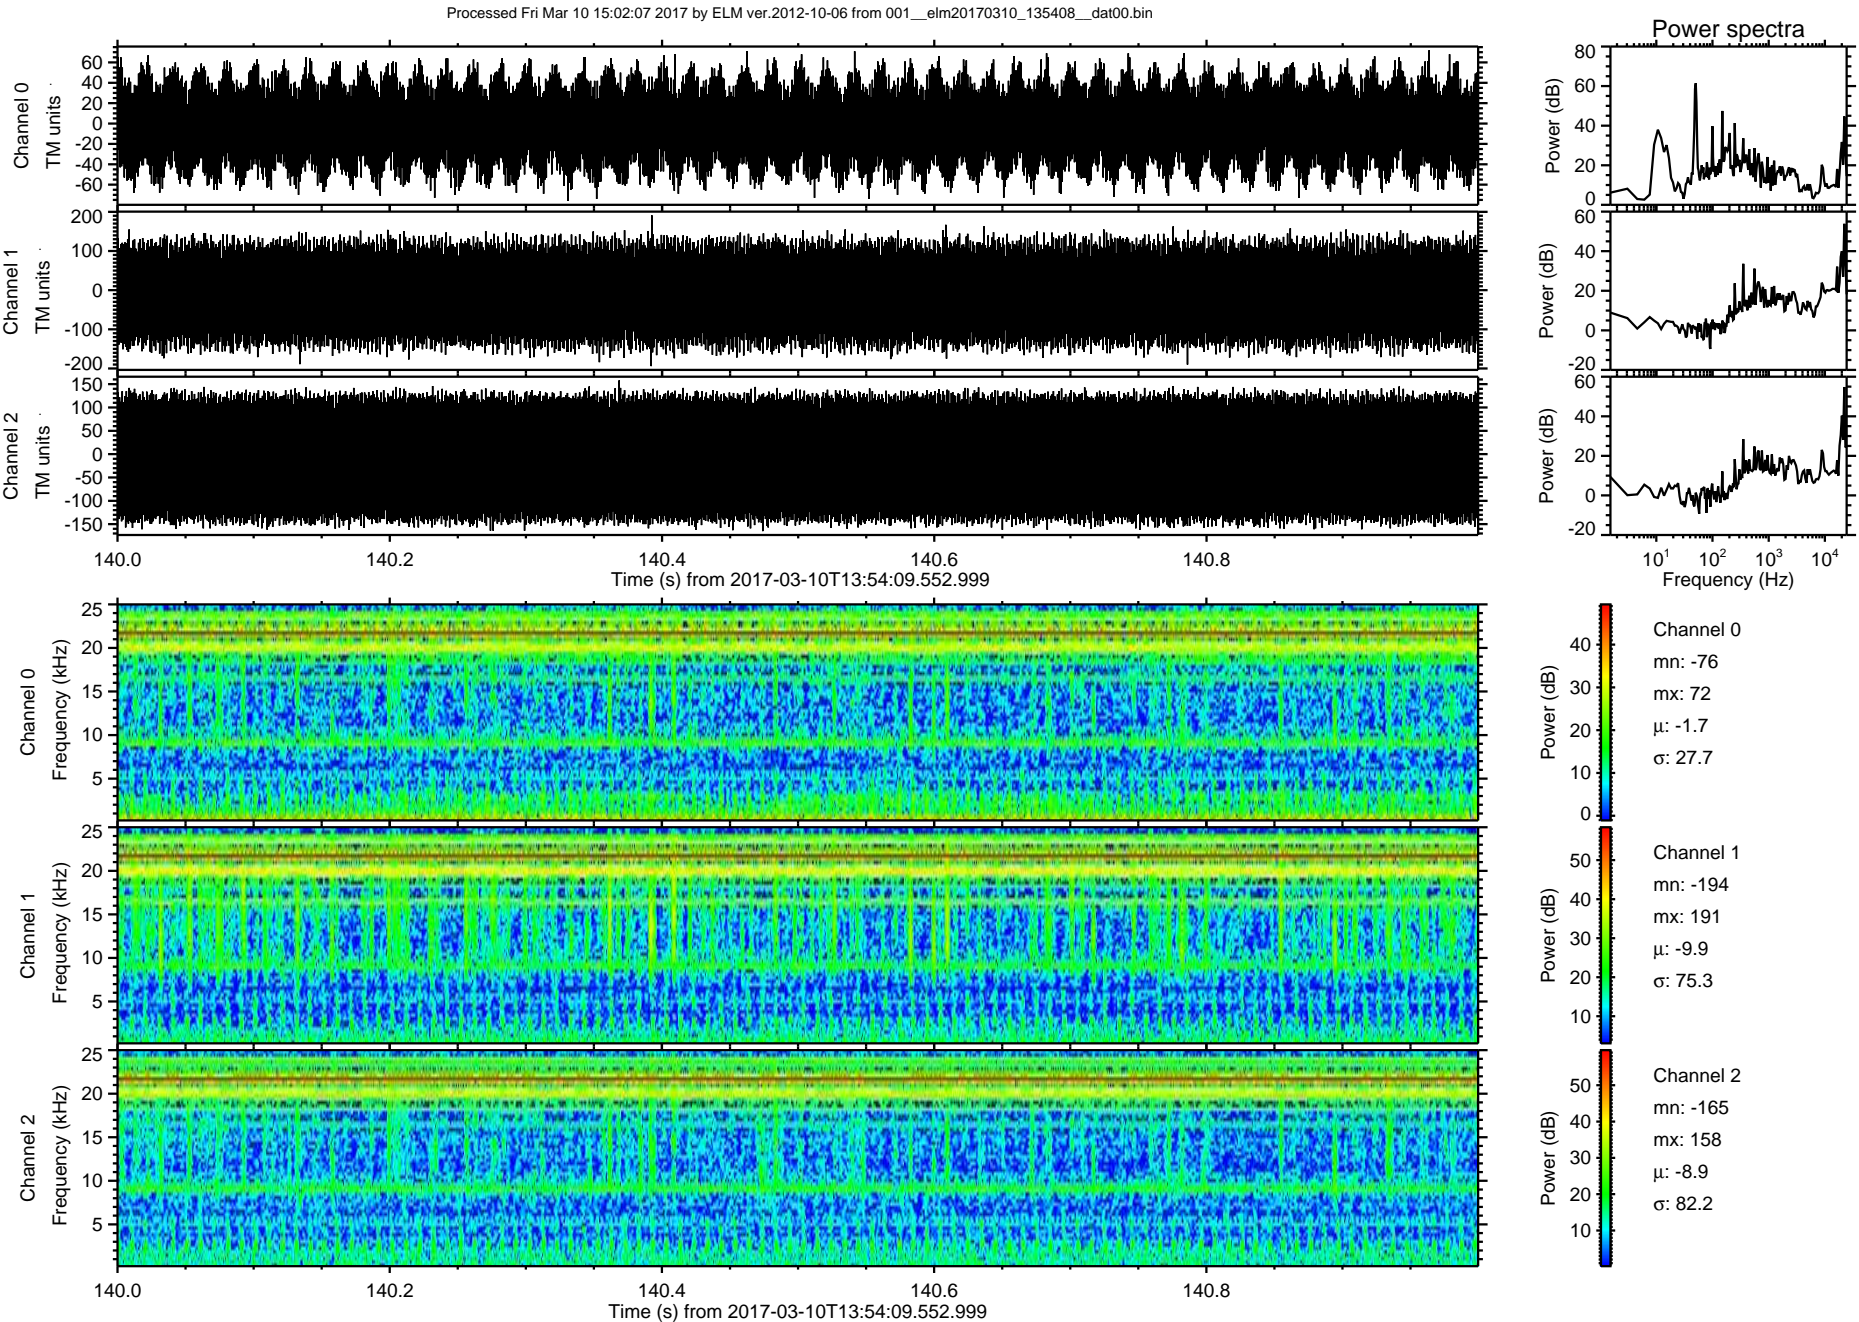 Processed Fri Mar 10 15:02:07 2017 by ELM ver.2012-10-06 from 001__elm20170310_135408__dat00.bin
Power spectra
Channel 0
TM units
60
40
20
0
-20
-40
-60
Power (dB)
80
60
40
20
0
Channel 1
TM units
200
100
0
-100
-200
Power (dB)
60
40
20
0
-20
Channel 2
TM units
150
100
50
0
-50
-100
-150
Power (dB)
60
40
20
0
-20
140.0 140.2 140.4 140.6 140.8
Time (s) from 2017-03-10T13:54:09.552.999
10¹ 10² 10³ 10⁴
Frequency (Hz)
Channel 0
Frequency (kHz)
25
20
15
10
5
Power (dB)
40
30
20
10
0
Channel 0
mn: -76
mx: 72
μ: -1.7
σ: 27.7
Channel 1
Frequency (kHz)
25
20
15
10
5
Power (dB)
50
40
30
20
10
Channel 1
mn: -194
mx: 191
μ: -9.9
σ: 75.3
Channel 2
Frequency (kHz)
25
20
15
10
5
Power (dB)
50
40
30
20
10
Channel 2
mn: -165
mx: 158
μ: -8.9
σ: 82.2
140.0 140.2 140.4 140.6 140.8
Time (s) from 2017-03-10T13:54:09.552.999